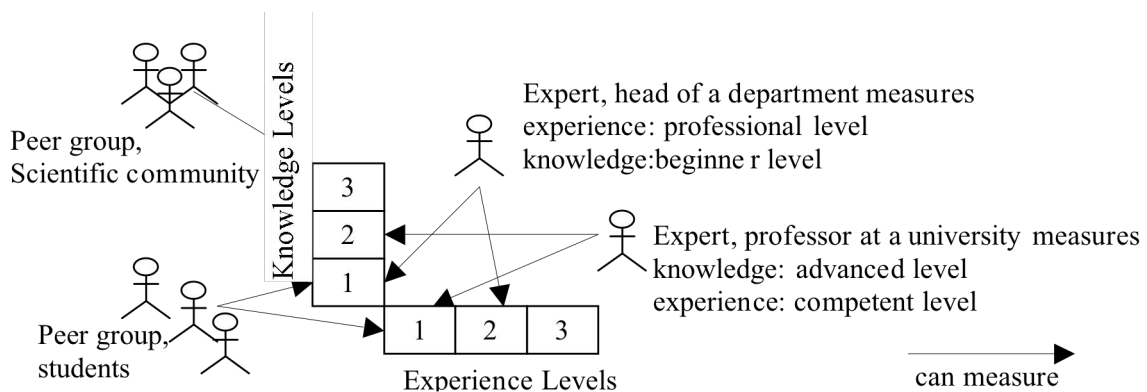 Peer group,
Scientific community
Knowledge Levels
Expert, head of a department measures
experience: professional level
knowledge:beginne r level
3
2
1
Expert, professor at a university measures
knowledge: advanced level
experience: competent level
Peer group,
students
1 2 3
Experience Levels
can measure